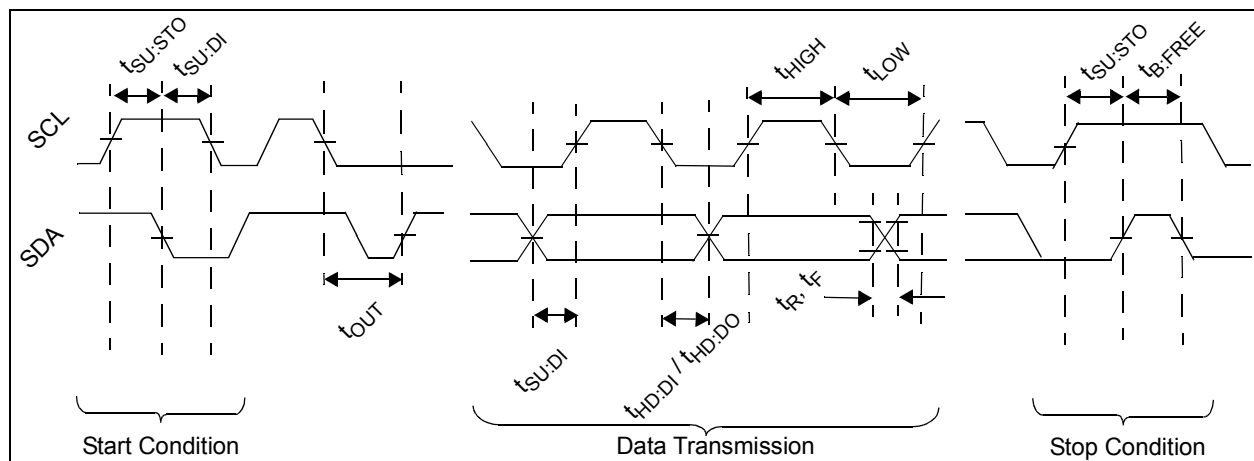 tSU:STO
tSU:DI
tHIGH
tLOW
tSU:STO
tB:FREE
SCL
SDA
tOUT
tSU:DI
tHD:DI / tHD:DO
tR, tF
Start Condition
Data Transmission
Stop Condition